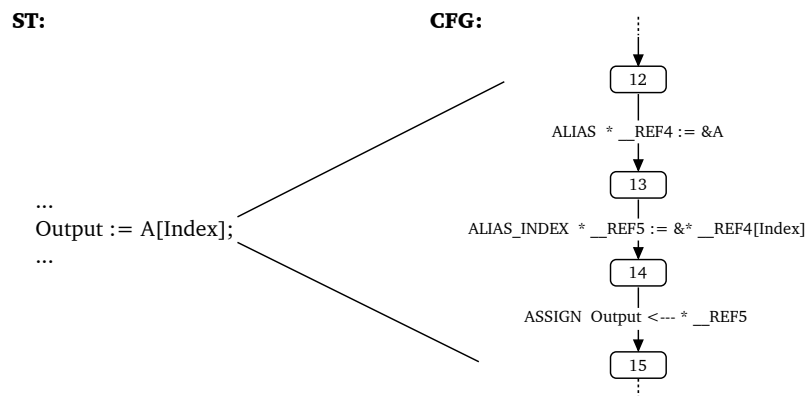 ST:
CFG:
12
ALIAS * __REF4 := &A
13
...
Output := A[Index];
...
ALIAS_INDEX * __REF5 := &* __REF4[Index]
14
ASSIGN Output <--- * __REF5
15